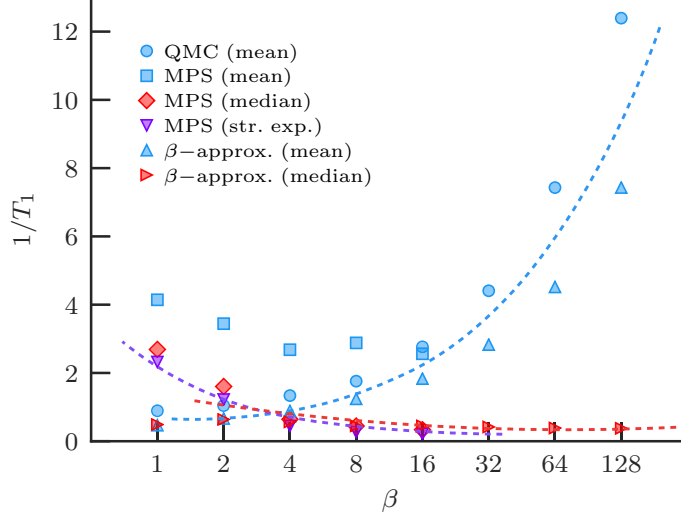 12
10
8
6
4
2
0
1/T₁
QMC (mean)
MPS (mean)
MPS (median)
MPS (str. exp.)
β−approx. (mean)
β−approx. (median)
1 2 4 8 16 32 64 128
β